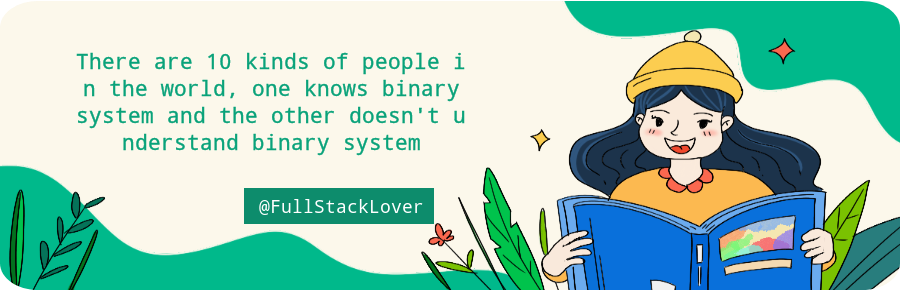 There are 10 kinds of people i
n the world, one knows binary
system and the other doesn't u
nderstand binary system
@FullStackLover